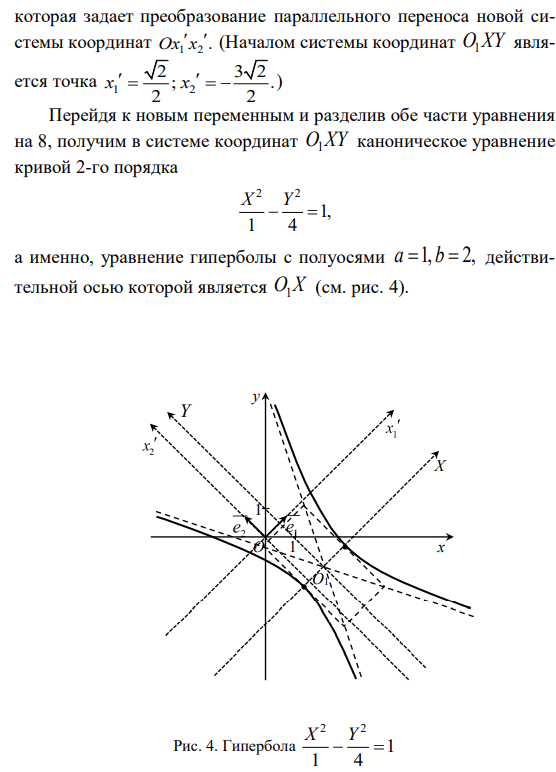 которая задает преобразование параллельного переноса новой си-
стемы координат Ox₁′x₂′. (Началом системы координат O₁XY явля-
ется точка x₁′ = √2/2; x₂′ = −3√2/2.)
Перейдя к новым переменным и разделив обе части уравнения
на 8, получим в системе координат O₁XY каноническое уравнение
кривой 2-го порядка
X²/1 − Y²/4 = 1,
а именно, уравнение гиперболы с полуосями a = 1, b = 2, действи-
тельной осью которой является O₁X (см. рис. 4).
y
Y
x₂′
x₁′
X
1
e₂
e₁
O
1
x
O₁
Рис. 4. Гипербола X²/1 − Y²/4 = 1